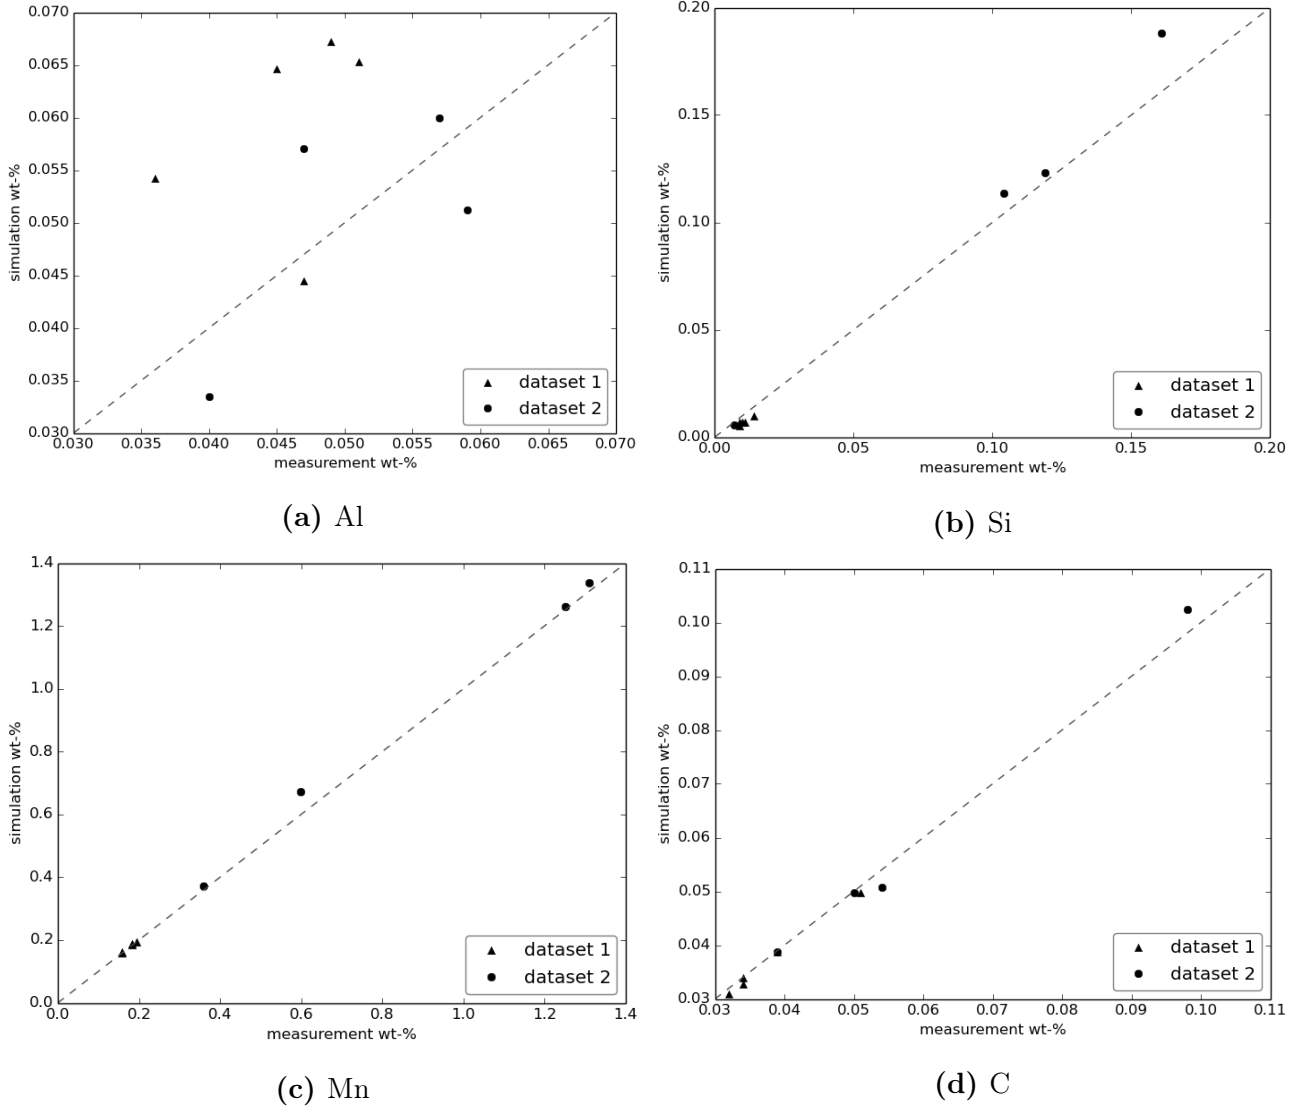 0.070
0.065
0.060
0.055
0.050
0.045
0.040
0.035
0.030
simulation wt-%
0.030 0.035 0.040 0.045 0.050 0.055 0.060 0.065 0.070
measurement wt-%
dataset 1
dataset 2
(a) Al
0.20
0.15
0.10
0.05
0.00
simulation wt-%
0.00 0.05 0.10 0.15 0.20
measurement wt-%
dataset 1
dataset 2
(b) Si
1.4
1.2
1.0
0.8
0.6
0.4
0.2
0.0
simulation wt-%
0.0 0.2 0.4 0.6 0.8 1.0 1.2 1.4
measurement wt-%
dataset 1
dataset 2
(c) Mn
0.11
0.10
0.09
0.08
0.07
0.06
0.05
0.04
0.03
simulation wt-%
0.03 0.04 0.05 0.06 0.07 0.08 0.09 0.10 0.11
measurement wt-%
dataset 1
dataset 2
(d) C